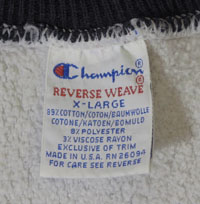 Champion
REVERSE WEAVE
X-LARGE
89% COTTON/COTON/BAUMWOLLE
COTONE/KATOEN/BOMULD
8% POLYESTER
3% VISCOSE RAYON
EXCLUSIVE OF TRIM
MADE IN U.S.A. RN 26094
FOR CARE SEE REVERSE